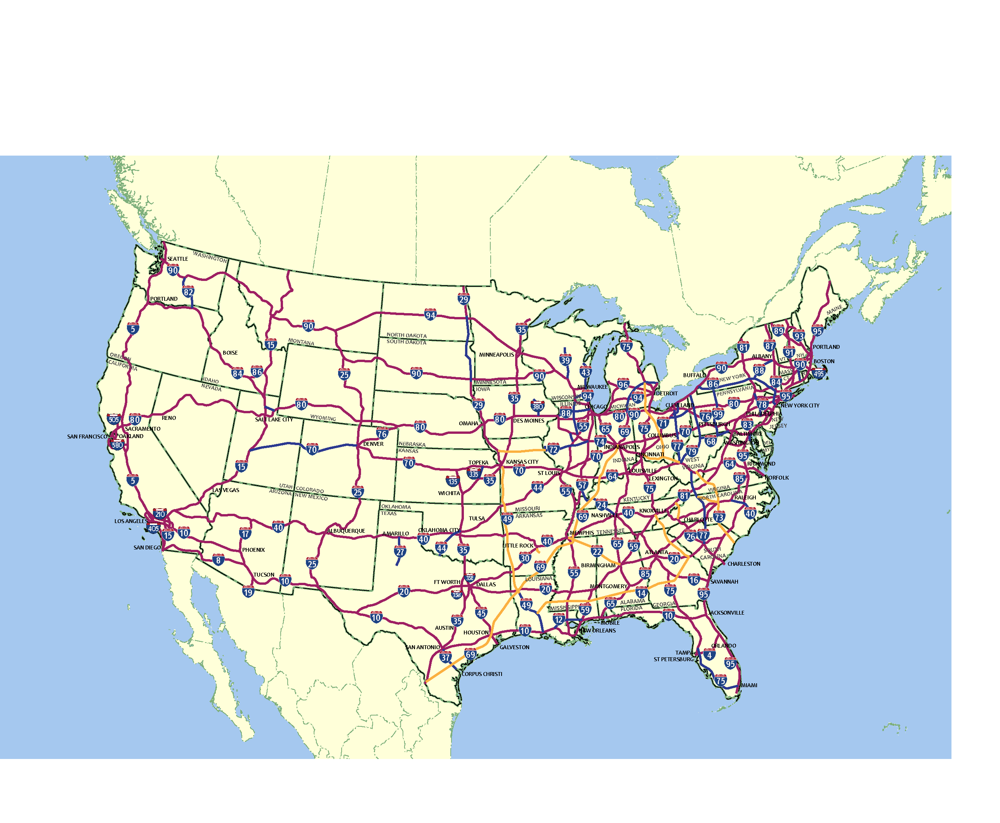 SEATTLE
WASHINGTON
90
82
PORTLAND
5
29
94
35
90
15
MONTANA
NORTH DAKOTA
SOUTH DAKOTA
MAINE
89
93
95
75
81
87
PORTLAND
91
NH
VT
ALBANY
BOISE
OREGON
CALIFORNIA
MINNEAPOLIS
39
43
90
BOSTON
90
MASS
495
84
86
25
90
90
88
BUFFALO
86
NEW YORK
84
CT
RI
IDAHO
NEVADA
MINNESOTA
IOWA
MILWAUKEE
96
DETROIT
PENNSYLVANIA
95
NEW YORK CITY
35
WISCONSIN
ILLINOIS
94
94
80
29
380
CHICAGO
MICHIGAN
CLEVELAND
80
78
505
80
RENO
SALT LAKE CITY
WYOMING
OMAHA
80
DES MOINES
88
80
90
76
99
PHILADELPHIA
NEW
JERSEY
SACRAMENTO
SAN FRANCISCO
OAKLAND
580
80
76
DENVER
55
65
69
75
71
PITTSBURGH
83
COLUMBUS
70
BALTIMORE
NEBRASKA
KANSAS
70
70
72
74
INDIANAPOLIS
OHIO
77
79
68
WASHINGTON
DEL
MYR
15
TOPEKA
KANSAS CITY
70
INDIANA
CINCINNATI
WEST
VIRGINIA
95
64
RICHMOND
335
135
35
70
ST LOUIS
64
LOUISVILLE
LEXINGTON
85
NORFOLK
5
LAS VEGAS
UTAH
COLORADO
ARIZONA
NEW MEXICO
25
WICHITA
44
55
57
75
81
VIRGINIA
NORTH CAROLINA
RALEIGH
KENTUCKY
24
OKLAHOMA
TEXAS
MISSOURI
ARKANSAS
210
LOS ANGELES
405
15
10
TULSA
49
69
NASHVILLE
40
KNOXVILLE
CHARLOTTE
73
40
17
40
ALBUQUERQUE
AMARILLO
OKLAHOMA CITY
40
44
35
27
LITTLE ROCK
40
MEMPHIS
TENNESSEE
65
59
26
77
SAN DIEGO
8
PHOENIX
25
30
69
22
ATLANTA
20
SOUTH
CAROLINA
CHARLESTON
TUCSON
10
19
35E
FT WORTH
DALLAS
35W
20
LOUISIANA
20
55
BIRMINGHAM
85
16
SAVANNAH
MONTGOMERY
14
75
95
10
35
45
49
MISSISSIPPI
59
65
ALABAMA
FLORIDA
GEORGIA
10
JACKSONVILLE
AUSTIN
HOUSTON
10
12
MOBILE
NEW ORLEANS
SAN ANTONIO
GALVESTON
37
69
CORPUS CHRISTI
ORLANDO
TAMPA
ST PETERSBURG
4
95
75
MIAMI